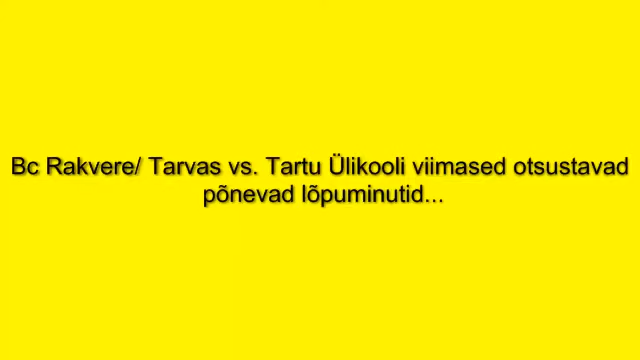 Bc Rakvere/ Tarvas vs. Tartu Ülikooli viimased otsustavad
põnevad lõpuminutid...